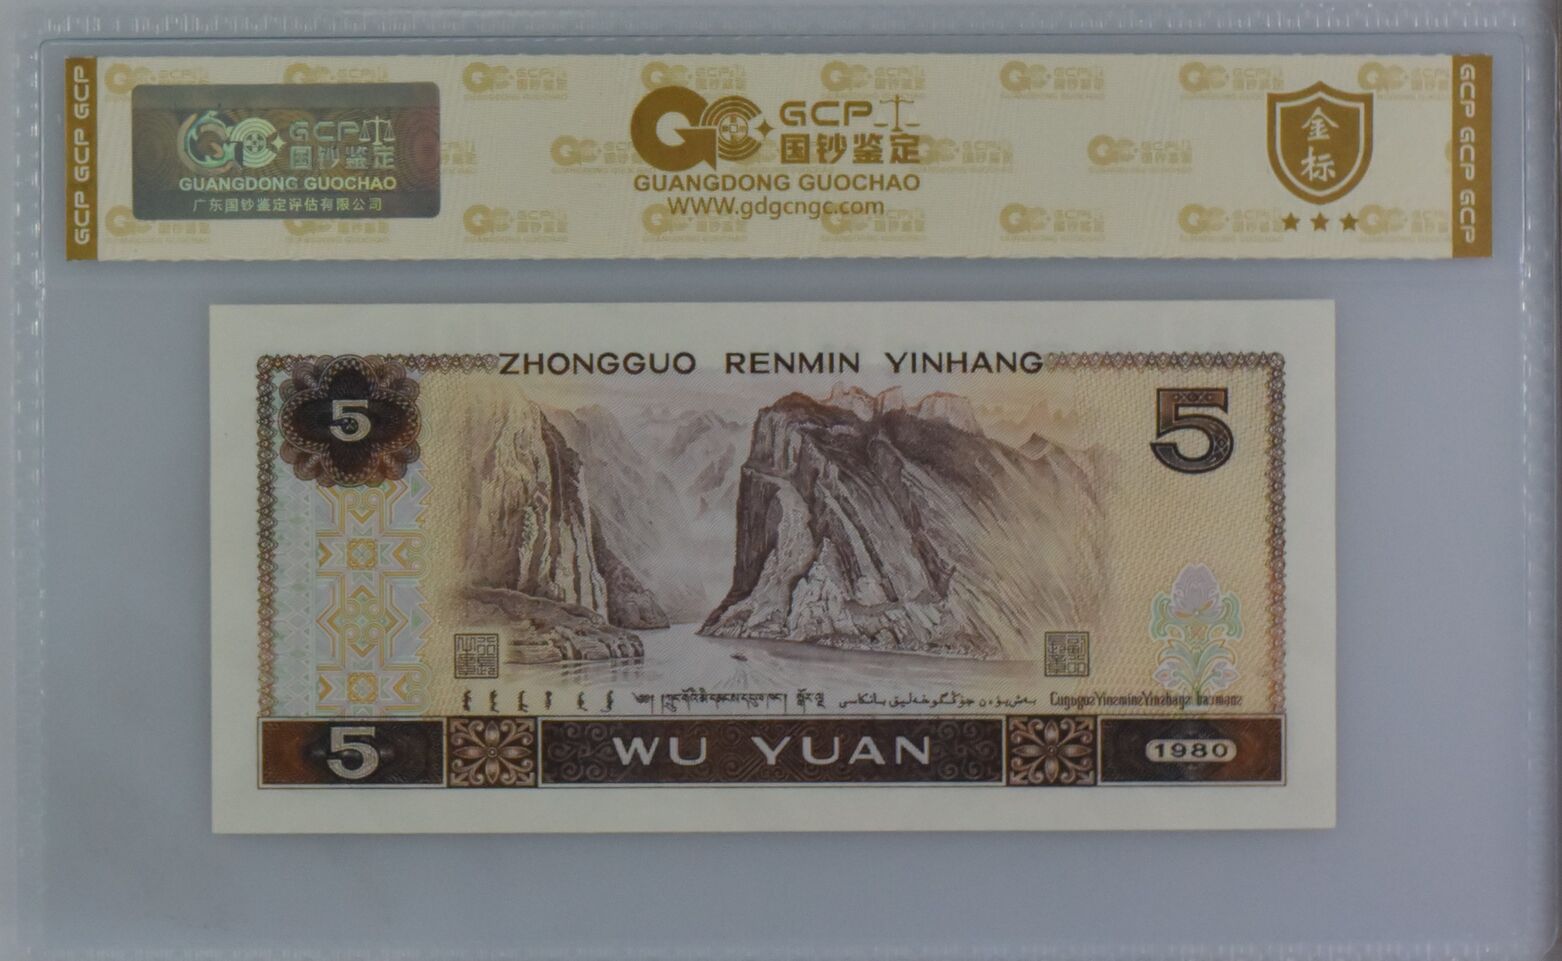 GCP GCP GCP
GCP
国钞鉴定
GUANGDONG GUOCHAO
广东国钞鉴定评估有限公司
GCP
国钞鉴定
GUANGDONG GUOCHAO
www.gdgcngc.com
金标
GCP GCP GCP
ZHONGGUO RENMIN YINHANG
5
5
5
WU YUAN
1980